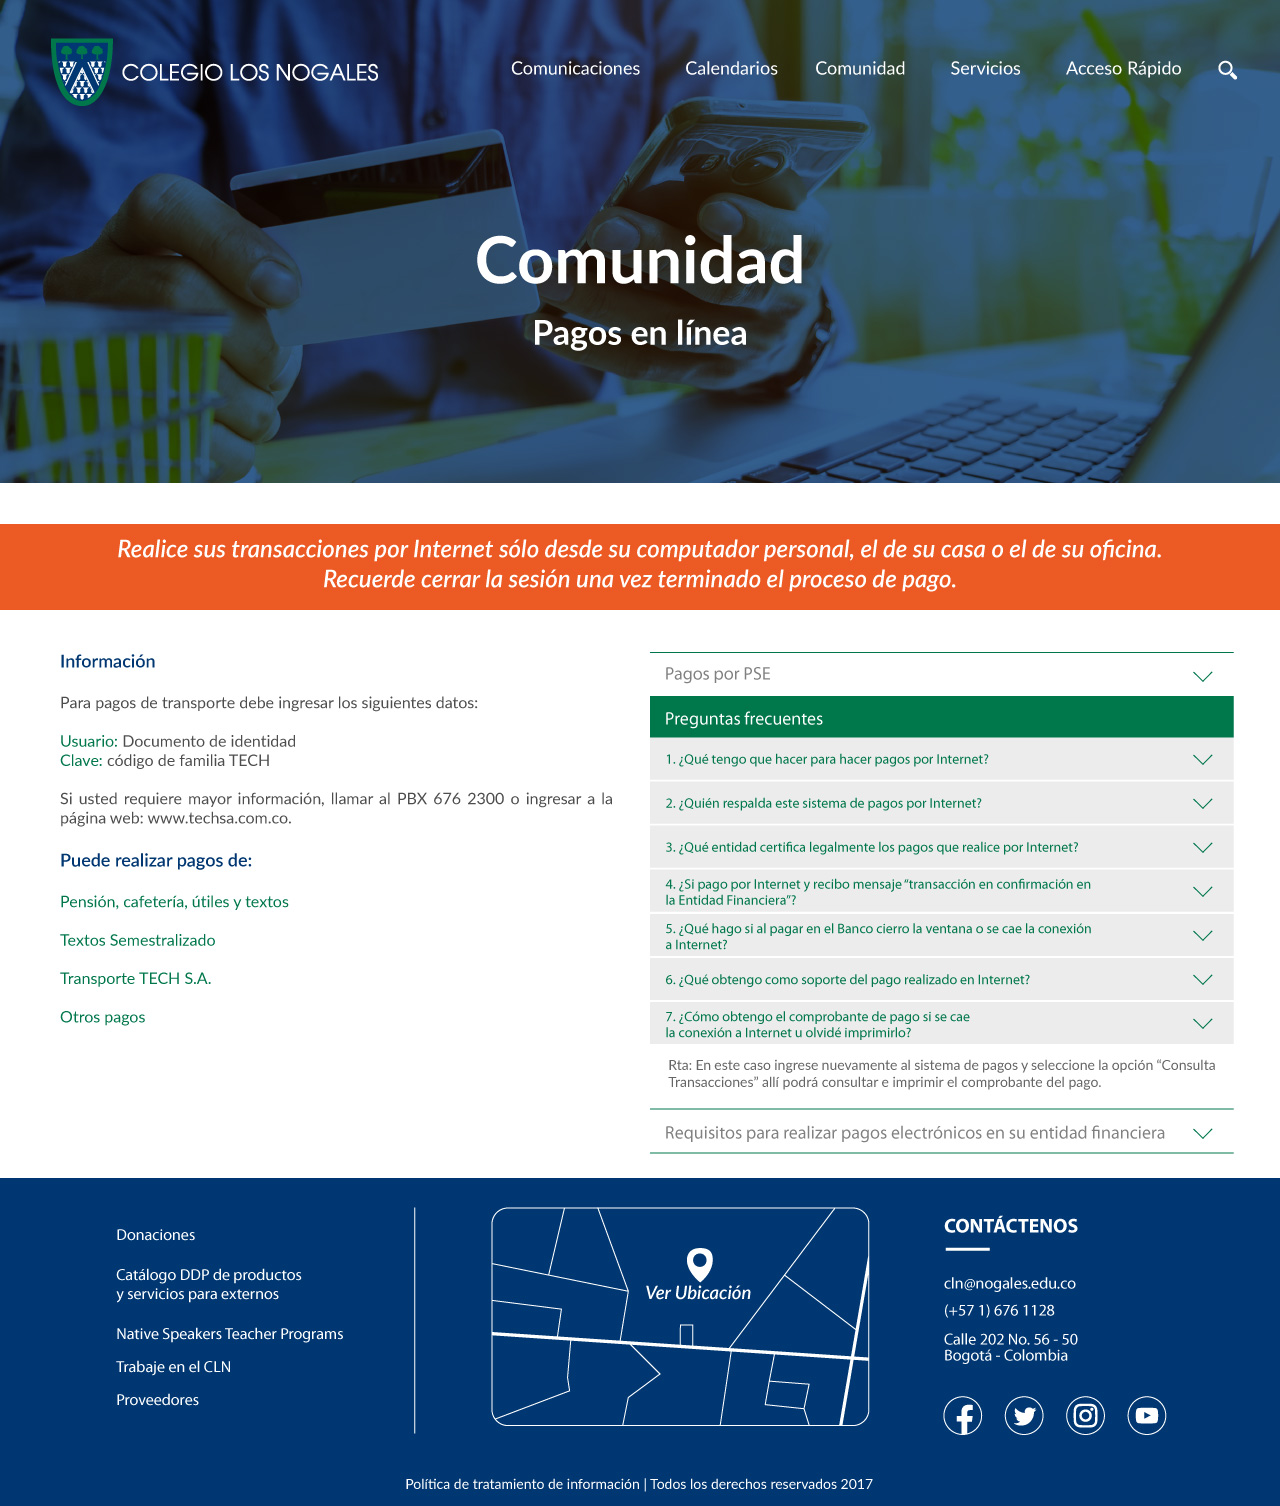 COLEGIO LOS NOGALES
Comunicaciones
Calendarios
Comunidad
Servicios
Acceso Rápido
Comunidad
Pagos en línea
Realice sus transacciones por Internet sólo desde su computador personal, el de su casa o el de su oficina.
Recuerde cerrar la sesión una vez terminado el proceso de pago.
Información
Para pagos de transporte debe ingresar los siguientes datos:
Usuario: Documento de identidad
Clave: código de familia TECH
Si usted requiere mayor información, llamar al PBX 676 2300 o ingresar a la
página web: www.techsa.com.co.
Puede realizar pagos de:
Pensión, cafetería, útiles y textos
Textos Semestralizado
Transporte TECH S.A.
Otros pagos
Pagos por PSE
Preguntas frecuentes
1. ¿Qué tengo que hacer para hacer pagos por Internet?
2. ¿Quién respalda este sistema de pagos por Internet?
3. ¿Qué entidad certifica legalmente los pagos que realice por Internet?
4. ¿Si pago por Internet y recibo mensaje “transacción en confirmación en
la Entidad Financiera”?
5. ¿Qué hago si al pagar en el Banco cierro la ventana o se cae la conexión
a Internet?
6. ¿Qué obtengo como soporte del pago realizado en Internet?
7. ¿Cómo obtengo el comprobante de pago si se cae
la conexión a Internet u olvidé imprimirlo?
Rta: En este caso ingrese nuevamente al sistema de pagos y seleccione la opción “Consulta
Transacciones” allí podrá consultar e imprimir el comprobante del pago.
Requisitos para realizar pagos electrónicos en su entidad financiera
Donaciones
Catálogo DDP de productos
y servicios para externos
Native Speakers Teacher Programs
Trabaje en el CLN
Proveedores
Ver Ubicación
CONTÁCTENOS
cln@nogales.edu.co
(+57 1) 676 1128
Calle 202 No. 56 - 50
Bogotá - Colombia
Política de tratamiento de información | Todos los derechos reservados 2017